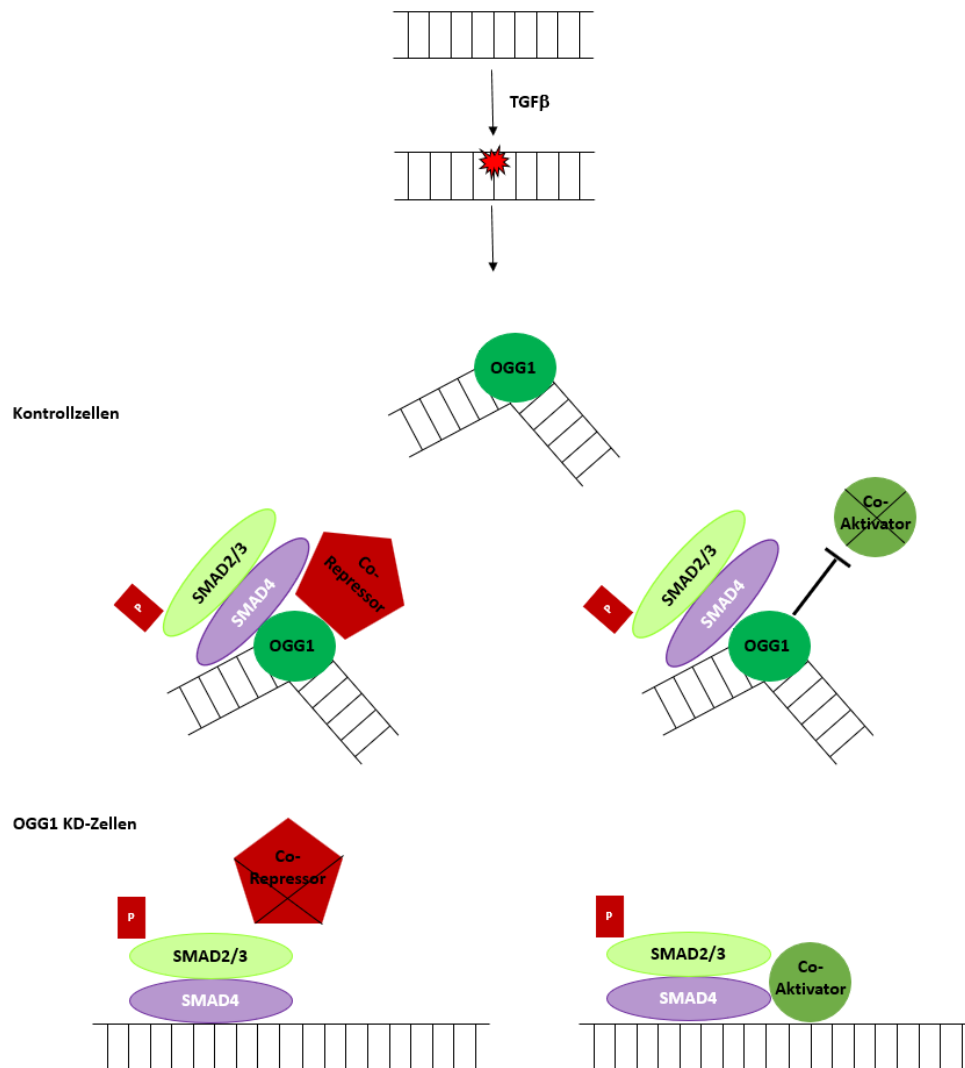 TGFβ
OGG1
Kontrollzellen
SMAD2/3
SMAD4
Co-
Repressor
P
OGG1
Co-
Aktivator
SMAD2/3
SMAD4
P
OGG1
OGG1 KD-Zellen
Co-
Repressor
P
SMAD2/3
SMAD4
P
SMAD2/3
SMAD4
Co-
Aktivator